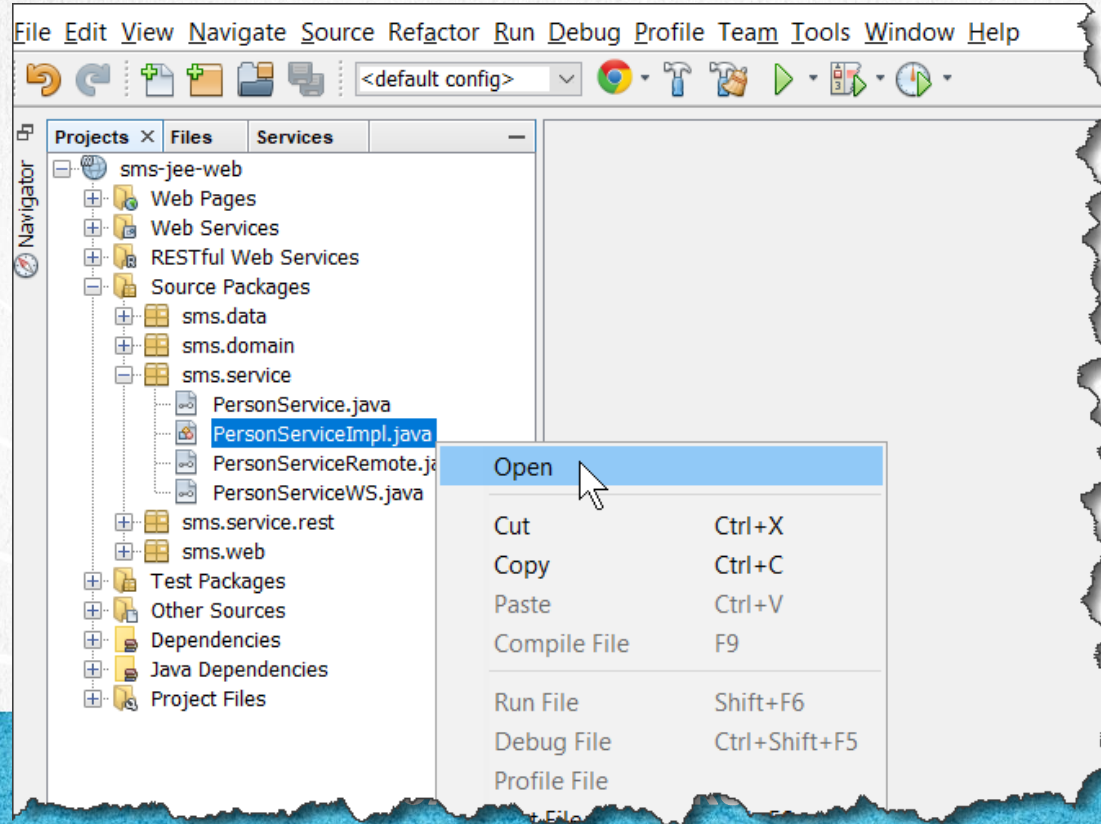 File Edit View Navigate Source Refactor Run Debug Profile Team Tools Window Help
<default config>
Projects Files Services
Navigator
sms-jee-web
Web Pages
Web Services
RESTful Web Services
Source Packages
sms.data
sms.domain
sms.service
PersonService.java
PersonServiceImpl.java
PersonServiceRemote.ja
PersonServiceWS.java
sms.service.rest
sms.web
Test Packages
Other Sources
Dependencies
Java Dependencies
Project Files
Open
Cut Ctrl+X
Copy Ctrl+C
Paste Ctrl+V
Compile File F9
Run File Shift+F6
Debug File Ctrl+Shift+F5
Profile File
File